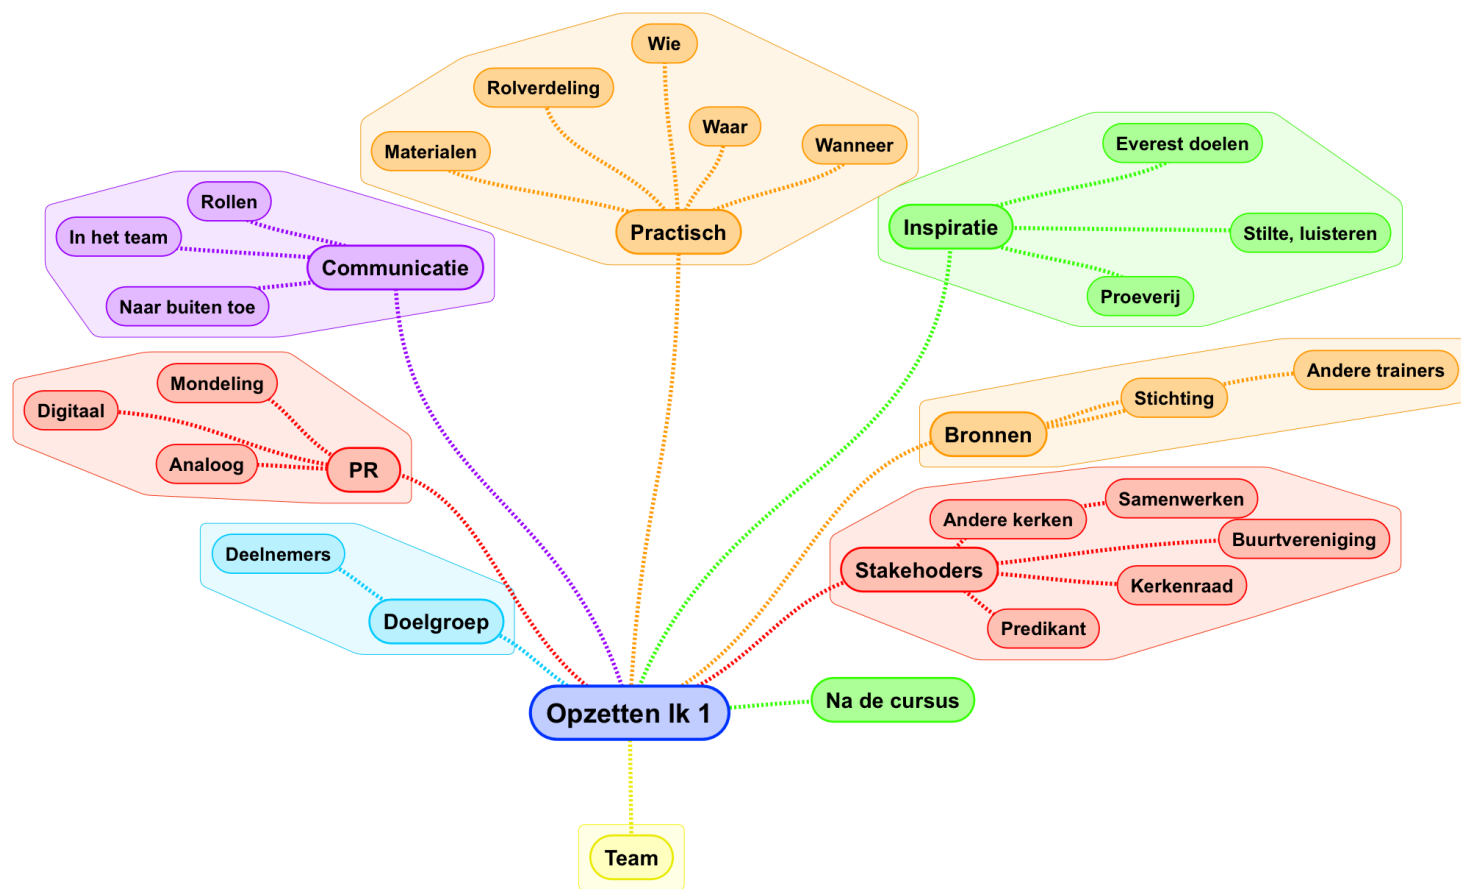 Wie
Rolverdeling
Waar
Materialen
Wanneer
Practisch
Everest doelen
Inspiratie
Stilte, luisteren
Proeverij
Rollen
In het team
Communicatie
Naar buiten toe
Mondeling
Digitaal
Analoog
PR
Andere trainers
Stichting
Bronnen
Samenwerken
Andere kerken
Buurtvereniging
Stakehoders
Kerkenraad
Predikant
Deelnemers
Doelgroep
Opzetten lk 1
Na de cursus
Team